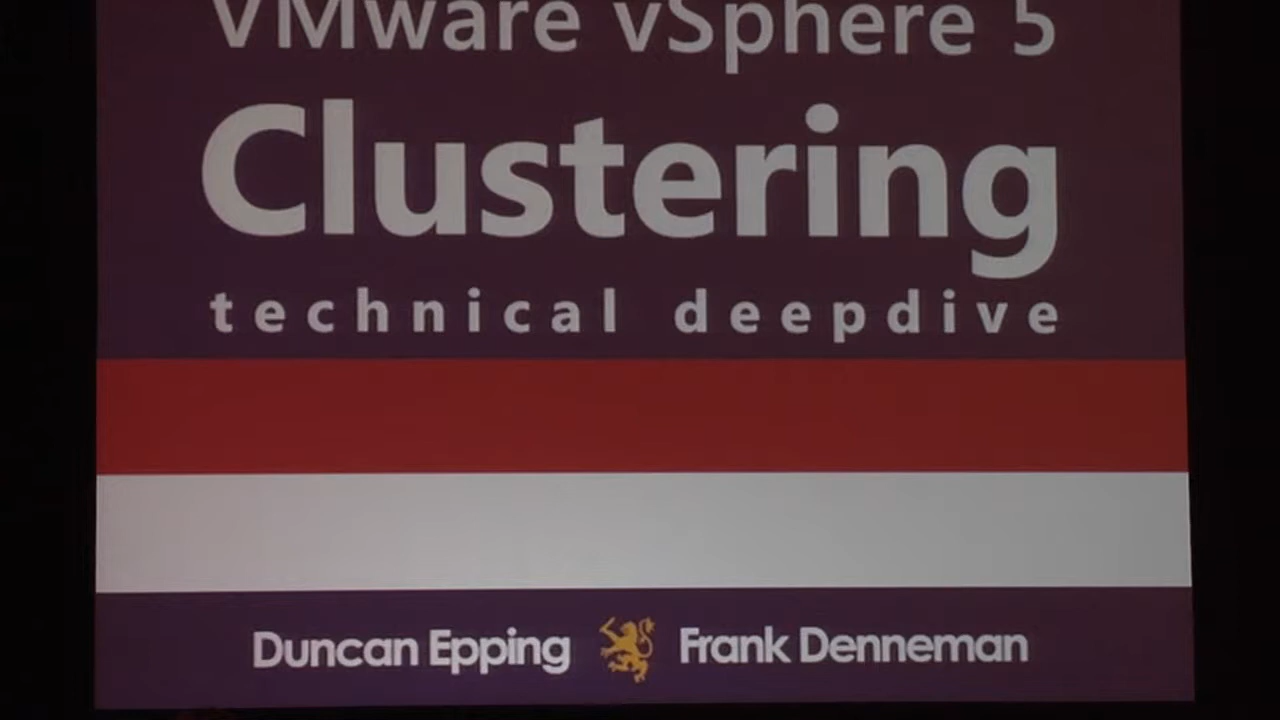 VMware vSphere 5
Clustering
technical deepdive
Duncan Epping Frank Denneman